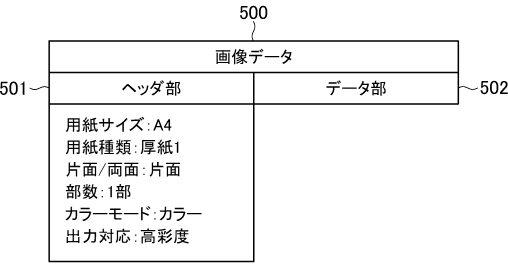 500
画像データ
501
ヘッダ部
データ部
502
用紙サイズ:A4
用紙種類:厚紙1
片面/両面:片面
部数:1部
カラーモード:カラー
出力対応:高彩度